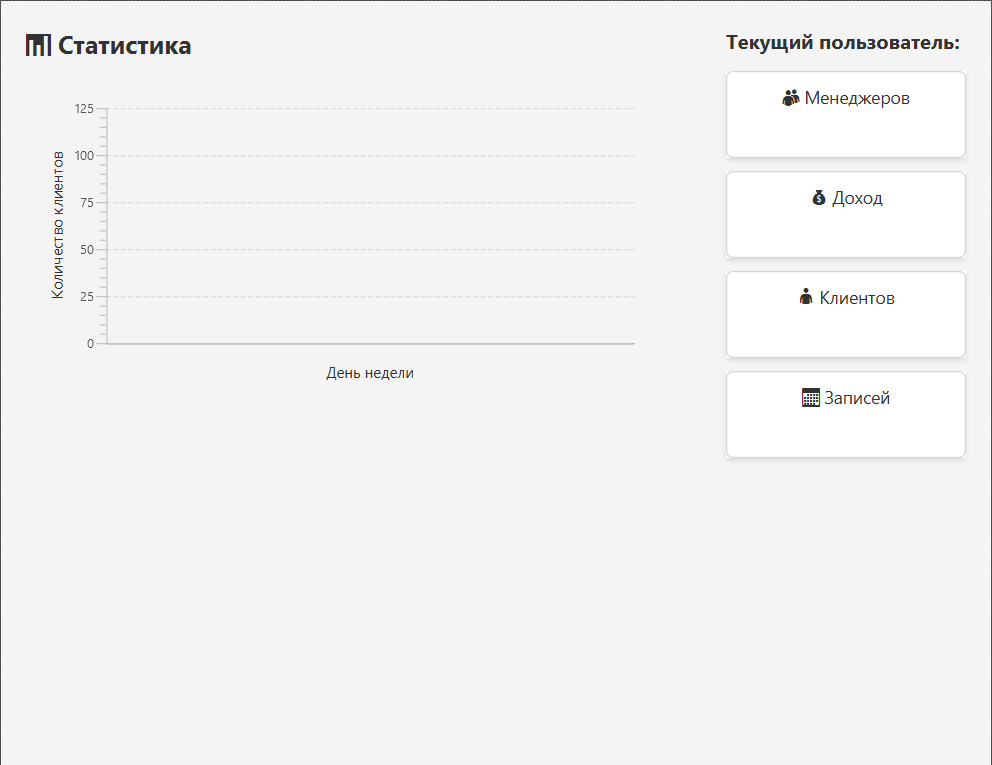 Статистика
125
100
75
50
25
0
Количество клиентов
День недели
Текущий пользователь:
Менеджеров
Доход
Клиентов
Записей